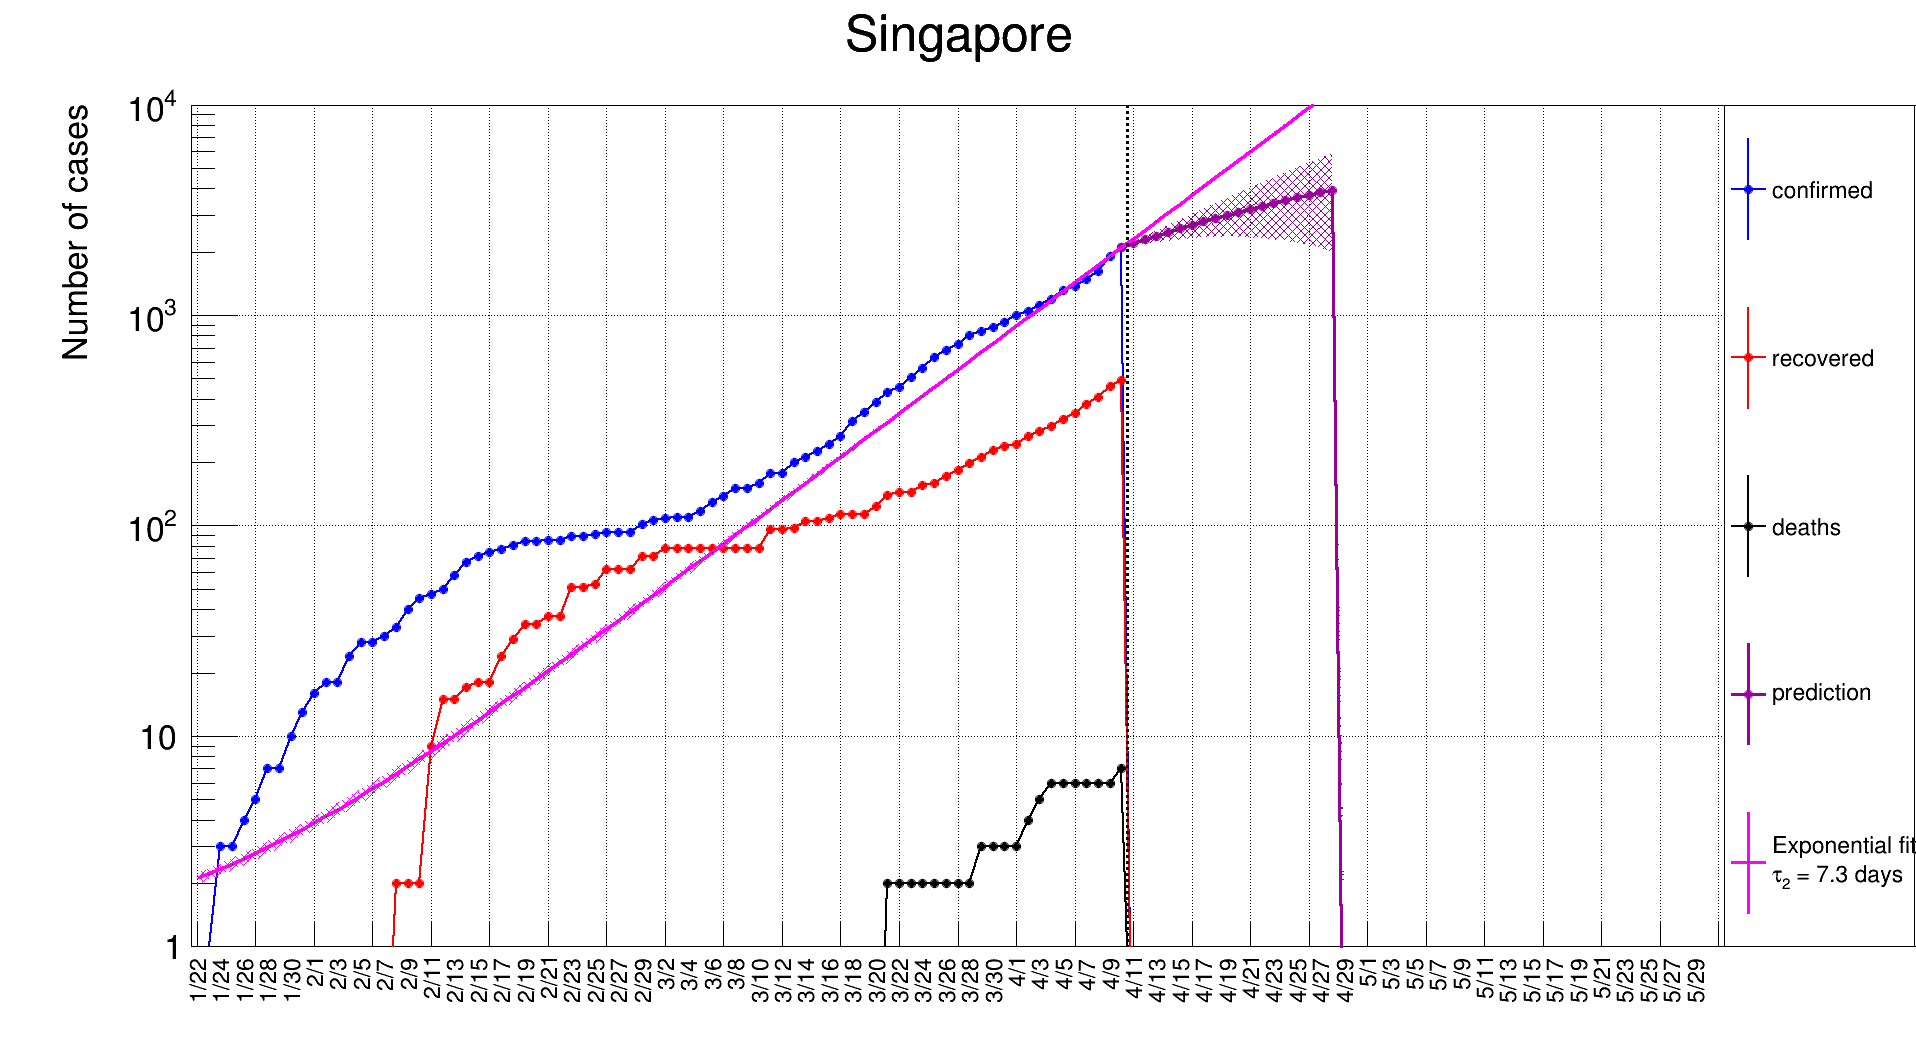 Singapore
Number of cases
10^4
10^3
10^2
10
1
1/22 1/24 1/26 1/28 1/30 2/1 2/3 2/5 2/7 2/9 2/11 2/13 2/15 2/17 2/19 2/21 2/23 2/25 2/27 2/29 3/2 3/4 3/6 3/8 3/10 3/12 3/14 3/16 3/18 3/20 3/22 3/24 3/26 3/28 3/30 4/1 4/3 4/5 4/7 4/9 4/11 4/13 4/15 4/17 4/19 4/21 4/23 4/25 4/27 4/29 5/1 5/3 5/5 5/7 5/9 5/11 5/13 5/15 5/17 5/19 5/21 5/23 5/25 5/27 5/29
confirmed
recovered
deaths
prediction
Exponential fit
τ₂ = 7.3 days